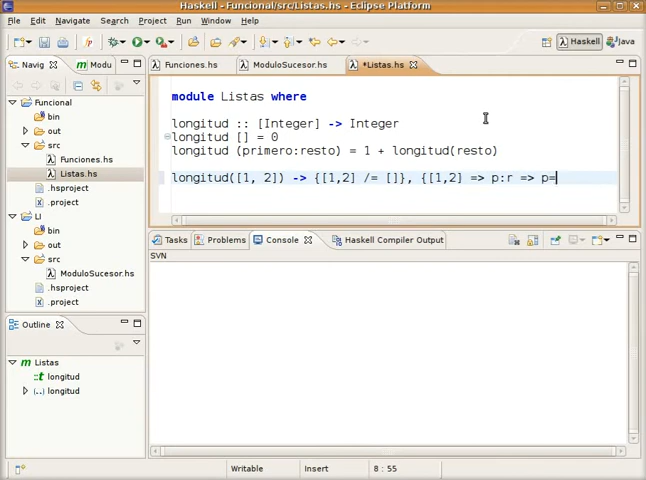 Haskell - Funcional/src/Listas.hs - Eclipse Platform
File Edit Navigate Search Project Run Window Help
Haskell Java
Navig Modu
Funciones.hs ModuloSucesor.hs *Listas.hs
Funcional
bin
out
src
Funciones.hs
Listas.hs
.hsproject
.project
LI
bin
out
src
ModuloSucesor.hs
.hsproject
.project
module Listas where
longitud :: [Integer] -> Integer
longitud [] = 0
longitud (primero:resto) = 1 + longitud(resto)
longitud([1, 2]) -> {[1,2] /= []}, {[1,2] => p:r => p=
Tasks Problems Console Haskell Compiler Output
SVN
Outline
Listas
longitud
longitud
Writable Insert 8 : 55